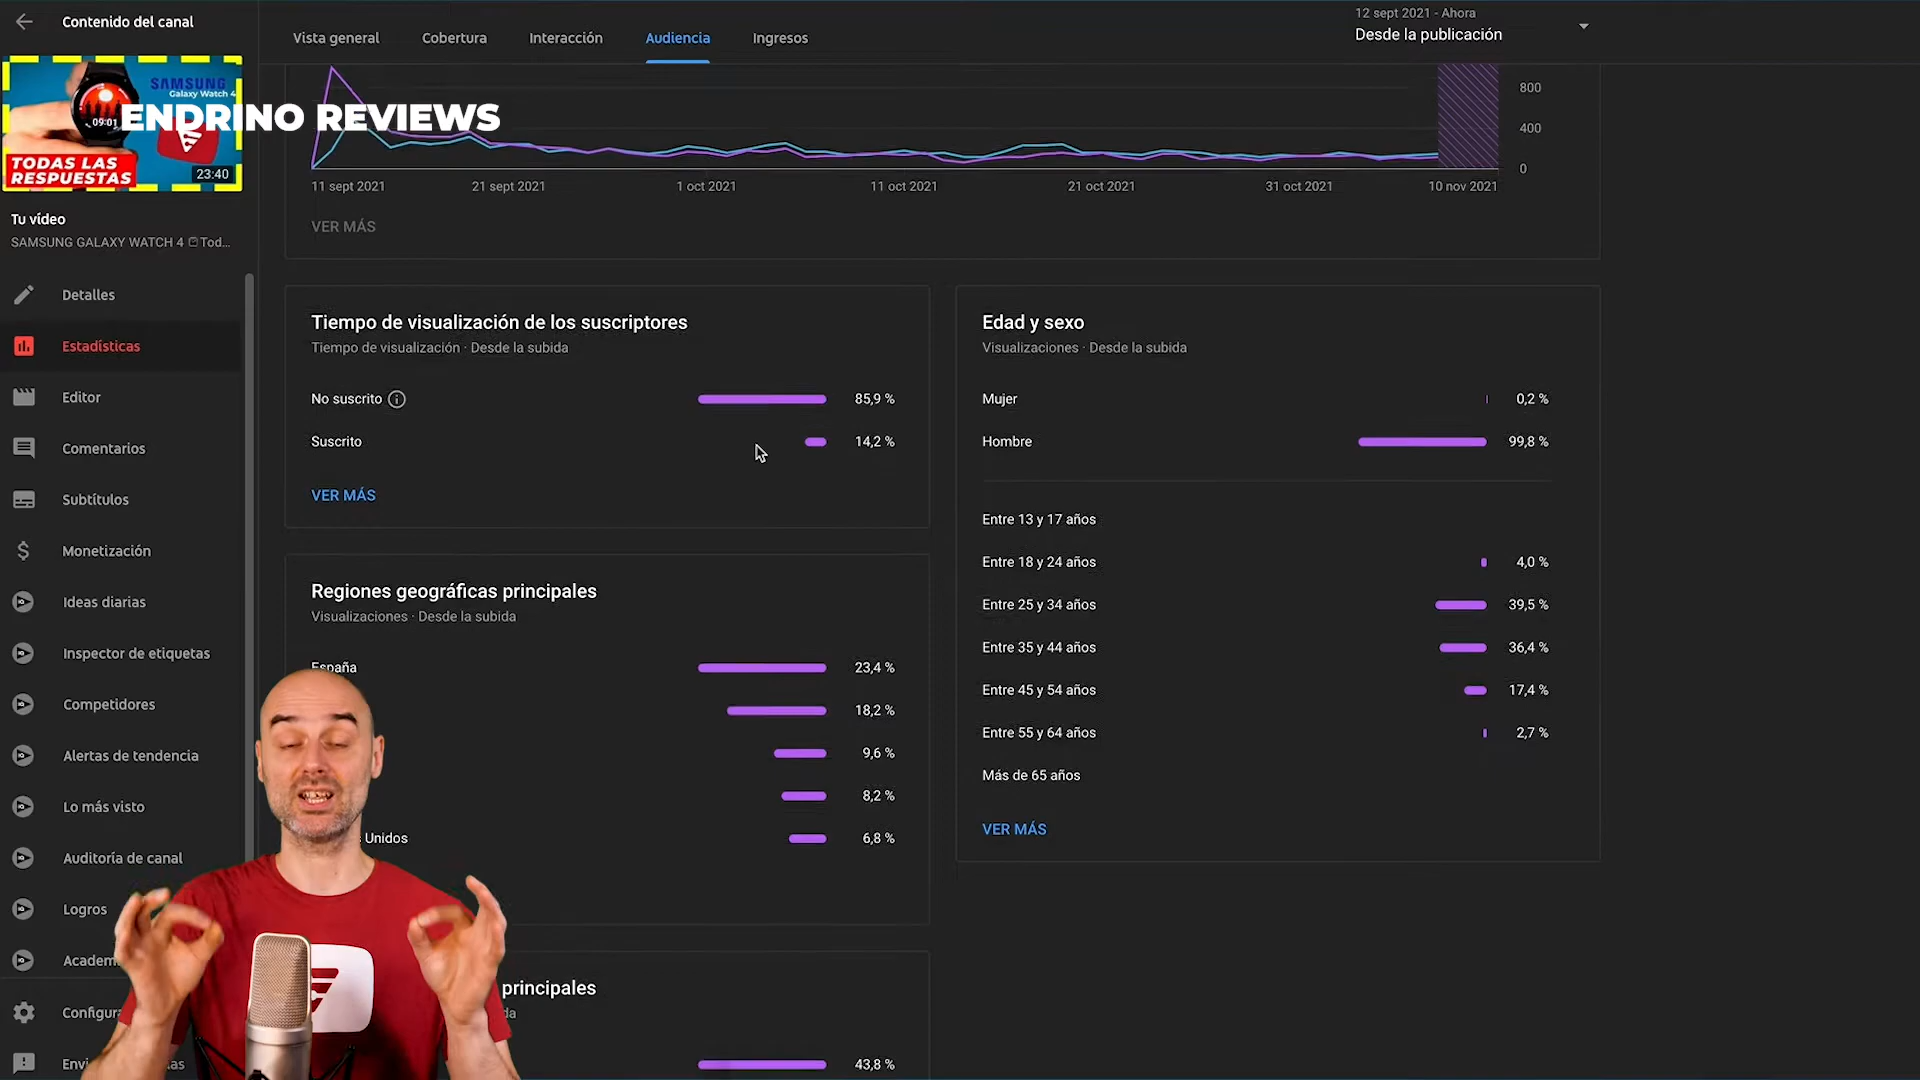 Contenido del canal
Vista general
Cobertura
Interacción
Audiencia
Ingresos
12 sept 2021 - Ahora
Desde la publicación
SAMSUNG
Galaxy Watch 4
09:01
ENDRINO REVIEWS
TODAS LAS
RESPUESTAS
23:40
800
400
0
11 sept 2021
21 sept 2021
1 oct 2021
11 oct 2021
21 oct 2021
31 oct 2021
10 nov 2021
VER MÁS
Tu vídeo
SAMSUNG GALAXY WATCH 4 Tod...
Detalles
Estadísticas
Editor
Comentarios
Subtítulos
Monetización
Ideas diarias
Inspector de etiquetas
Competidores
Alertas de tendencia
Lo más visto
Auditoría de canal
Logros
Academ
Configura
Envi
as
Tiempo de visualización de los suscriptores
Tiempo de visualización · Desde la subida
No suscrito
85,9 %
Suscrito
14,2 %
VER MÁS
Regiones geográficas principales
Visualizaciones · Desde la subida
España
23,4 %
18,2 %
9,6 %
8,2 %
Unidos
6,8 %
principales
da
43,8 %
Edad y sexo
Visualizaciones · Desde la subida
Mujer
0,2 %
Hombre
99,8 %
Entre 13 y 17 años
Entre 18 y 24 años
4,0 %
Entre 25 y 34 años
39,5 %
Entre 35 y 44 años
36,4 %
Entre 45 y 54 años
17,4 %
Entre 55 y 64 años
2,7 %
Más de 65 años
VER MÁS